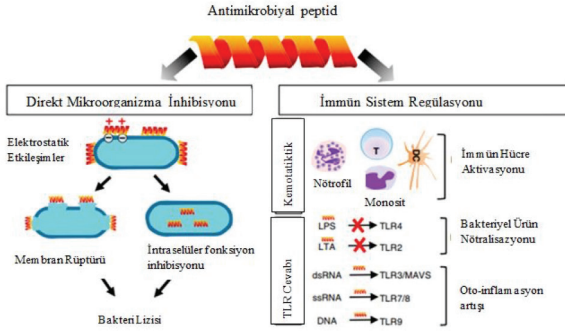 Antimikrobiyal peptid
Direkt Mikroorganizma İnhibisyonu
Elektrostatik
Etkileşimler
Membran Rüptürü
İntraselüler fonksiyon
inhibisyonu
Bakteri Lizisi
İmmün Sistem Regülasyonu
Kemotaktik
Nötrofil
T
Monosit
DC
İmmün Hücre
Aktivasyonu
TLR Cevabı
LPS TLR4
LTA TLR2
Bakteriyel Ürün
Nötralisazyonu
dsRNA TLR3/MAVS
ssRNA TLR7/8
DNA TLR9
Oto-inflamasyon
artışı